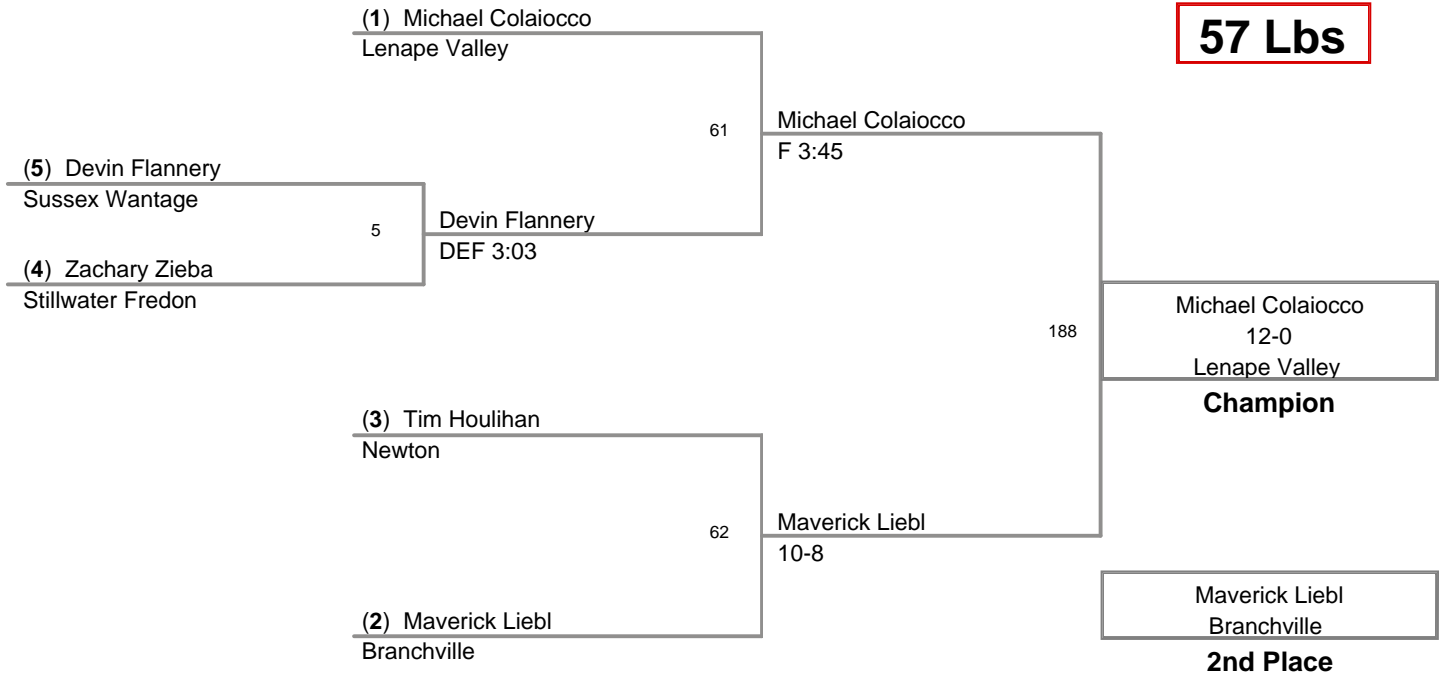 (1) Michael Colaiocco
Lenape Valley
57 Lbs
61
Michael Colaiocco
F 3:45
(5) Devin Flannery
Sussex Wantage
5
Devin Flannery
DEF 3:03
(4) Zachary Zieba
Stillwater Fredon
188
Michael Colaiocco
12-0
Lenape Valley
Champion
(3) Tim Houlihan
Newton
62
Maverick Liebl
10-8
(2) Maverick Liebl
Branchville
Maverick Liebl
Branchville
2nd Place